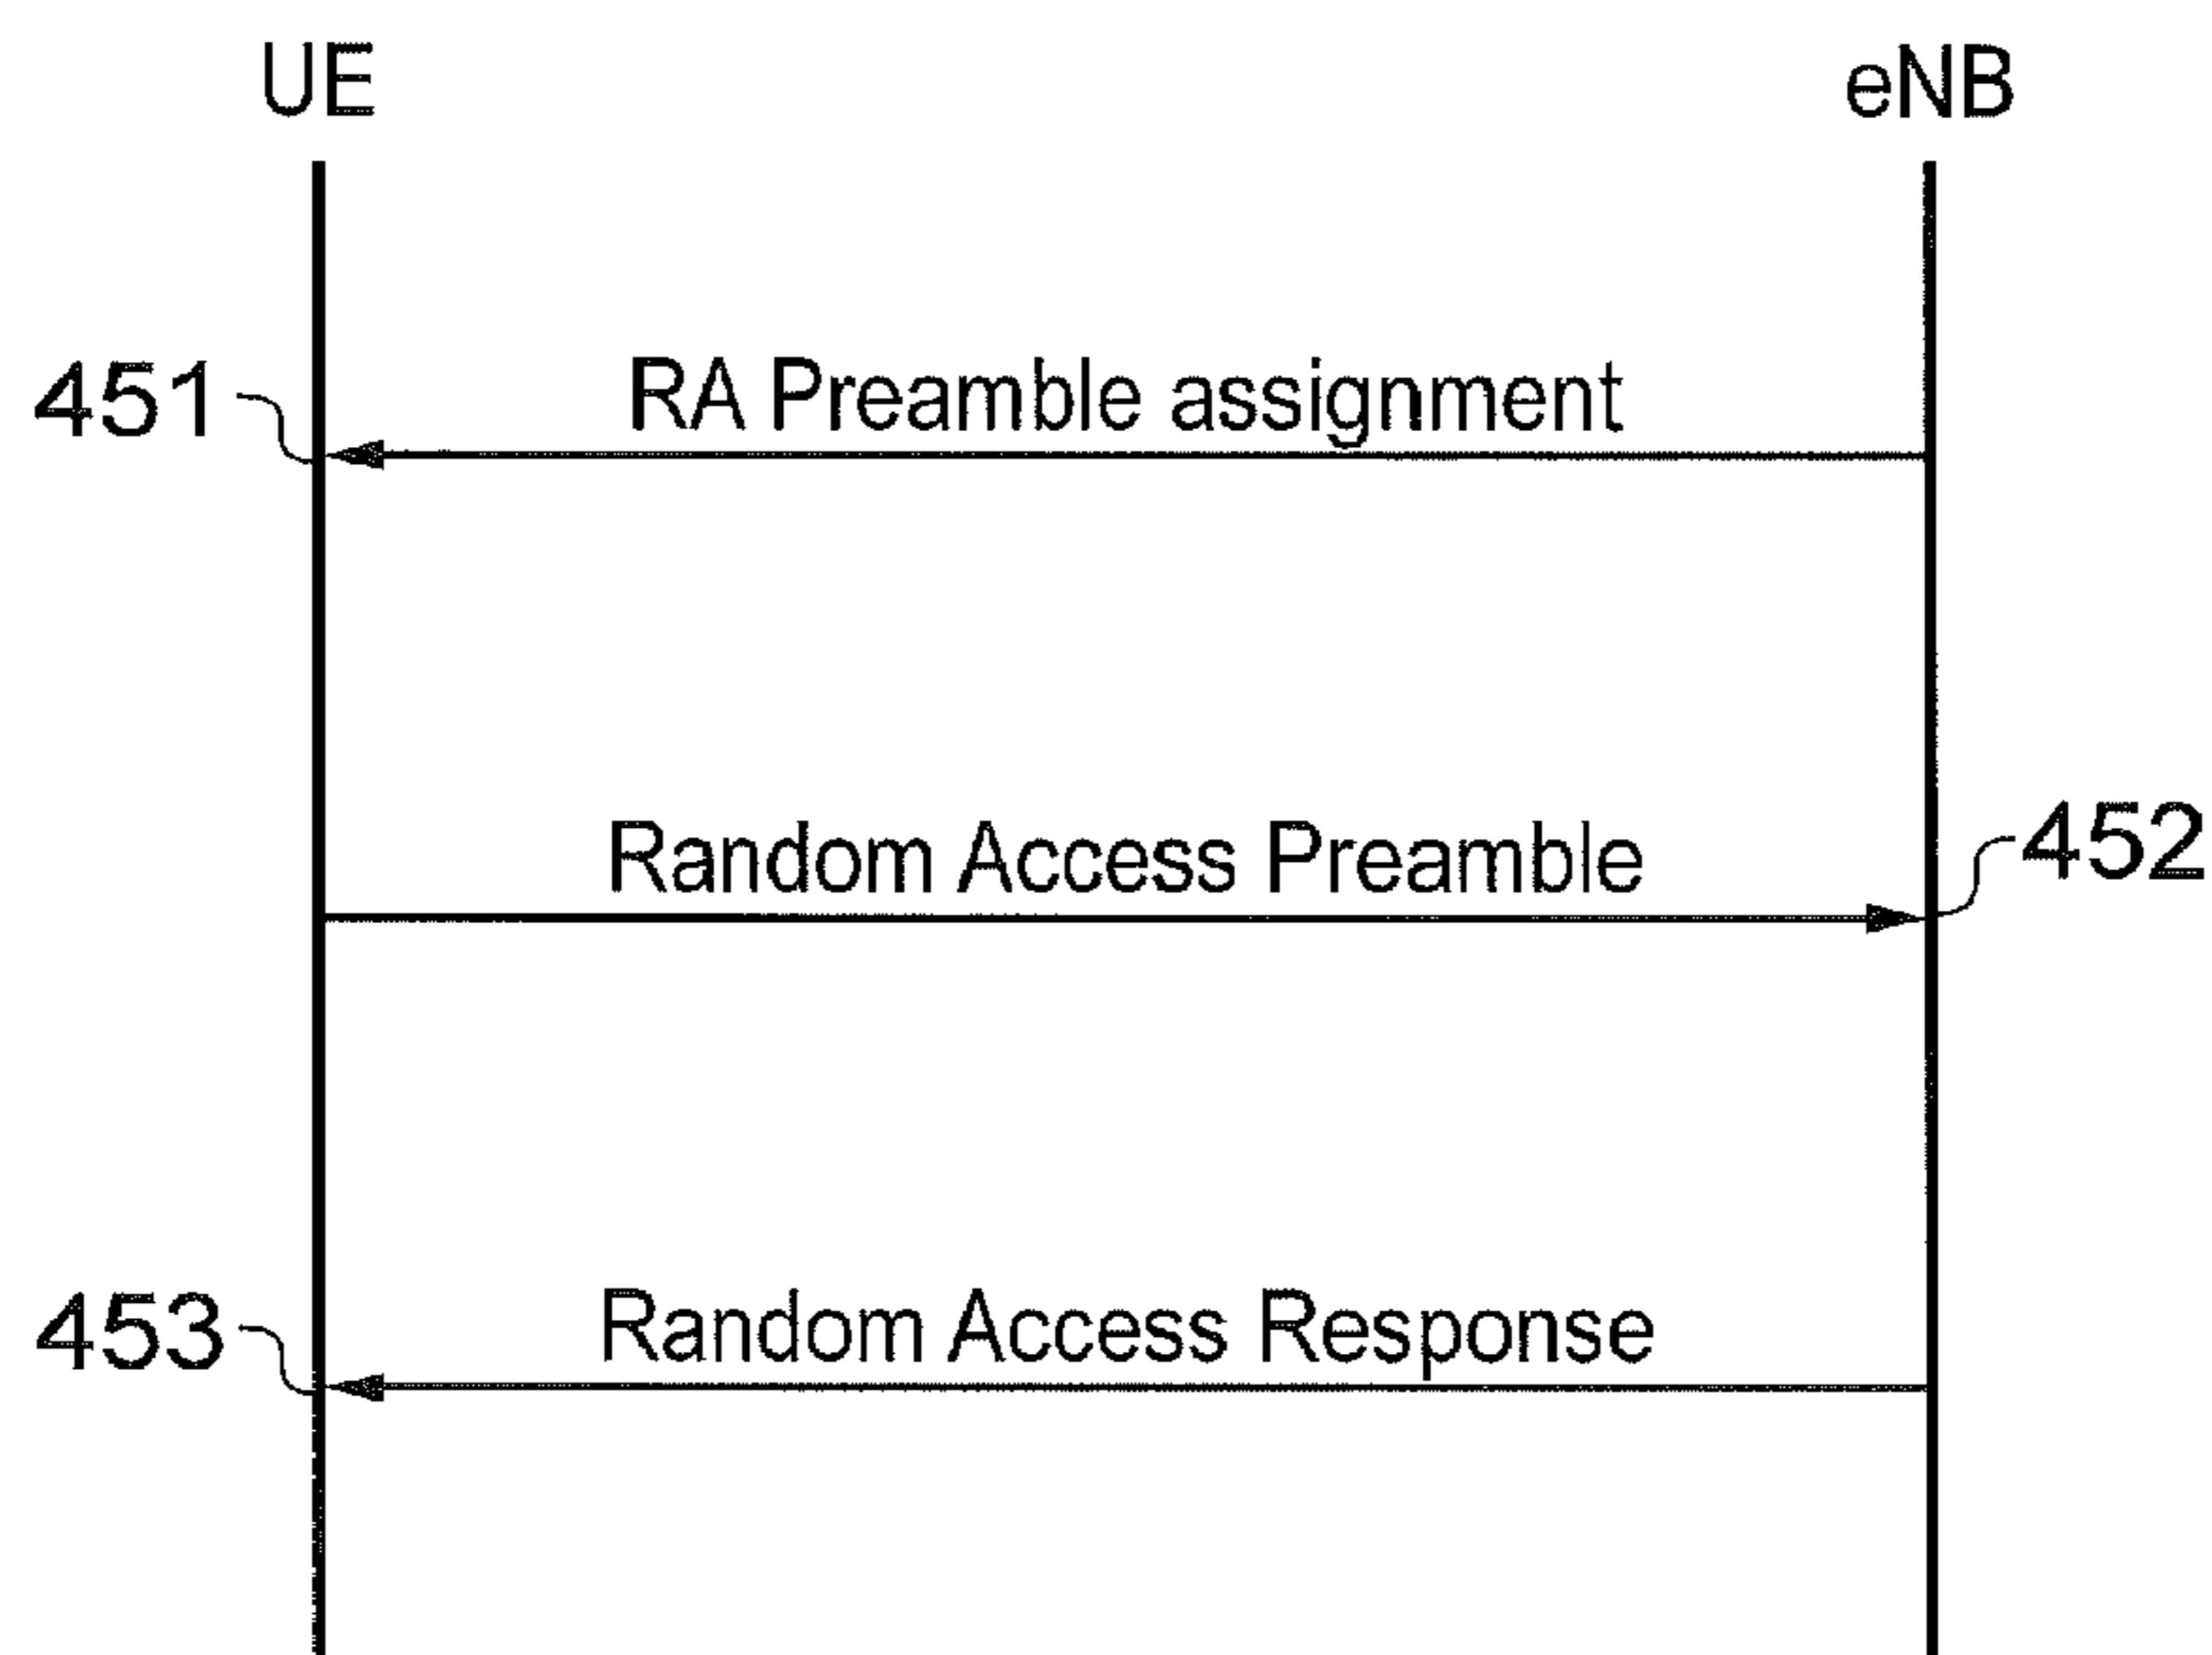 UE
eNB
451
RA Preamble assignment
Random Access Preamble
452
453
Random Access Response